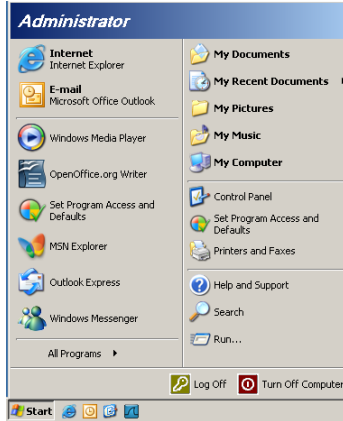 Administrator
Internet
Internet Explorer
E-mail
Microsoft Office Outlook
Windows Media Player
OpenOffice.org Writer
Set Program Access and
Defaults
MSN Explorer
Outlook Express
Windows Messenger
All Programs
My Documents
My Recent Documents
My Pictures
My Music
My Computer
Control Panel
Set Program Access and
Defaults
Printers and Faxes
Help and Support
Search
Run...
Log Off
Turn Off Computer
Start